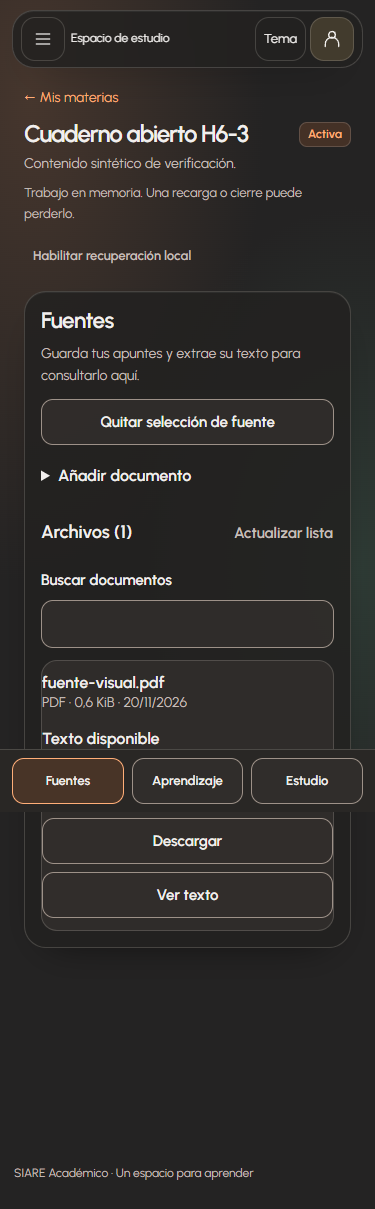 Espacio de estudio
Tema
← Mis materias
Cuaderno abierto H6-3
Activa
Contenido sintético de verificación.
Trabajo en memoria. Una recarga o cierre puede
perderlo.
Habilitar recuperación local
Fuentes
Guarda tus apuntes y extrae su texto para
consultarlo aquí.
Quitar selección de fuente
▶ Añadir documento
Archivos (1)
Actualizar lista
Buscar documentos
fuente-visual.pdf
PDF · 0,6 KiB · 20/11/2026
Texto disponible
Fuentes
Aprendizaje
Estudio
Descargar
Ver texto
SIARE Académico · Un espacio para aprender